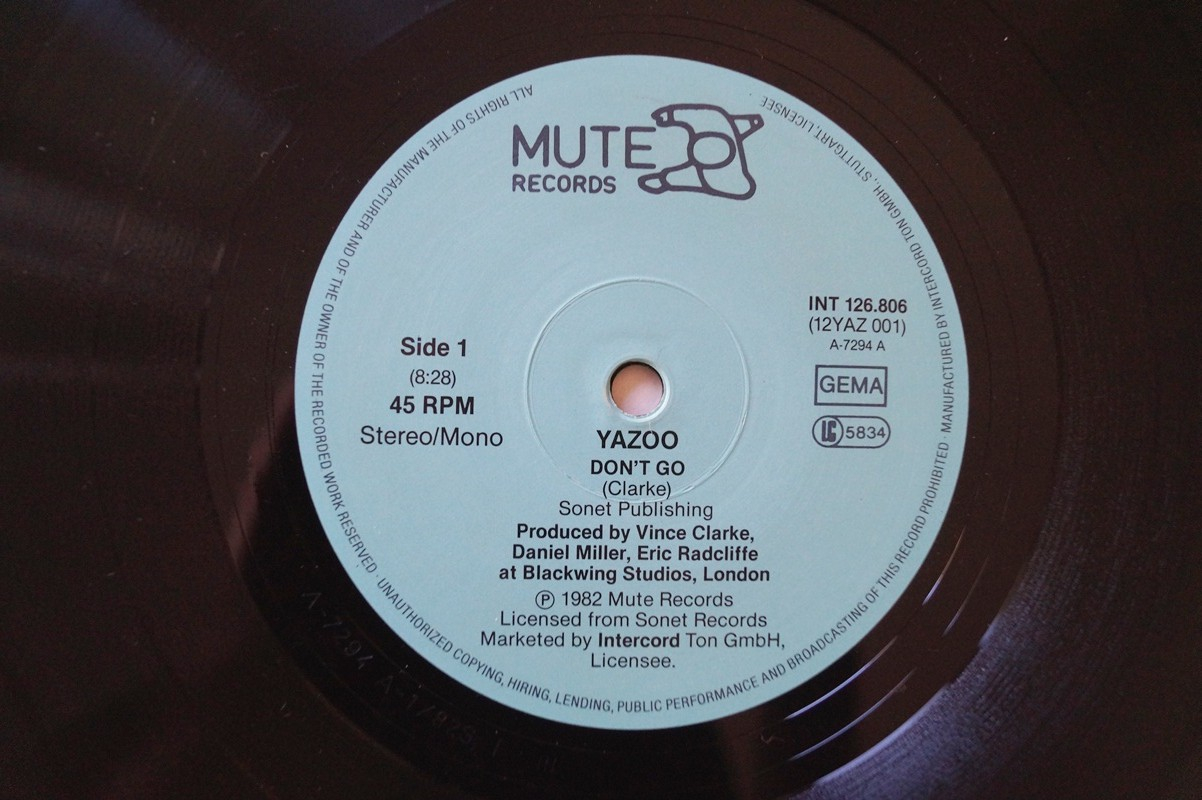 MUTE
RECORDS
INT 126.806
(12YAZ 001)
A-7294 A
GEMA
LC 5834
Side 1
(8:28)
45 RPM
Stereo/Mono
YAZOO
DON'T GO
(Clarke)
Sonet Publishing
Produced by Vince Clarke,
Daniel Miller, Eric Radcliffe
at Blackwing Studios, London
℗ 1982 Mute Records
Licensed from Sonet Records
Marketed by Intercord Ton GmbH,
Licensee.
ALL RIGHTS OF THE MANUFACTURER AND OF THE OWNER OF THE RECORDED WORK RESERVED · UNAUTHORIZED COPYING, HIRING, LENDING, PUBLIC PERFORMANCE AND BROADCASTING OF THIS RECORD PROHIBITED · MANUFACTURED BY INTERCORD TON GMBH, STUTTGART, LICENSEE
A-7294 A-1/82S